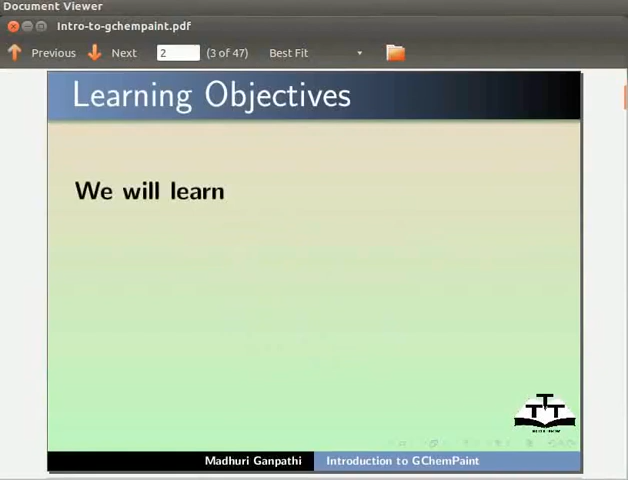 Document Viewer
Intro-to-gchempaint.pdf
Previous Next 2 (3 of 47) Best Fit
Learning Objectives
We will learn
TTT
Madhuri Ganpathi Introduction to GChemPaint